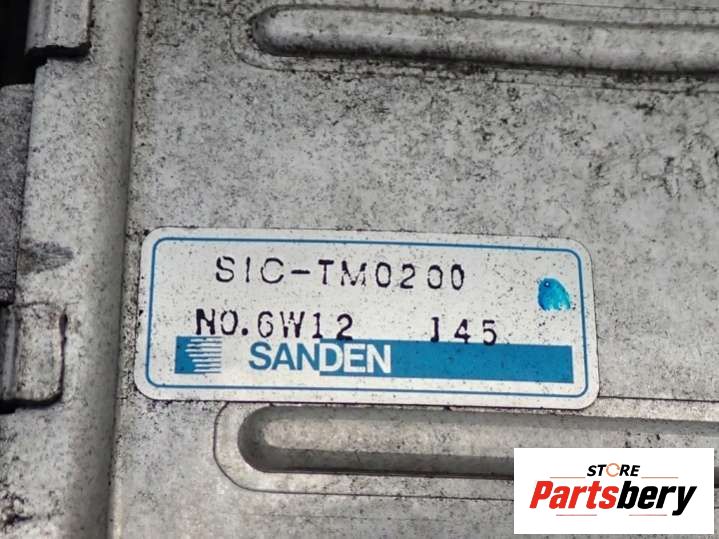 SIC-TM0200
NO.6W12 145
SANDEN
STORE
Partsbery